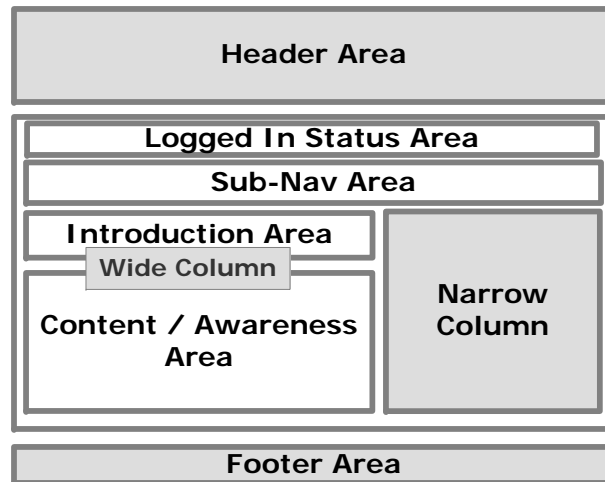 Header Area
Logged In Status Area
Sub-Nav Area
Introduction Area
Wide Column
Content / Awareness
Area
Narrow
Column
Footer Area